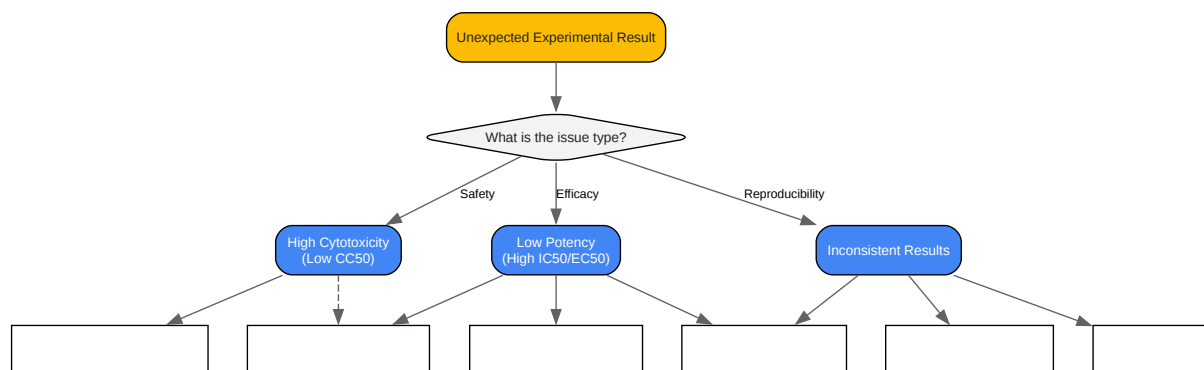 Unexpected Experimental Result
What is the issue type?
Safety
Efficacy
Reproducibility
High Cytotoxicity
(Low CC50)
Low Potency
(High IC50/EC50)
Inconsistent Results